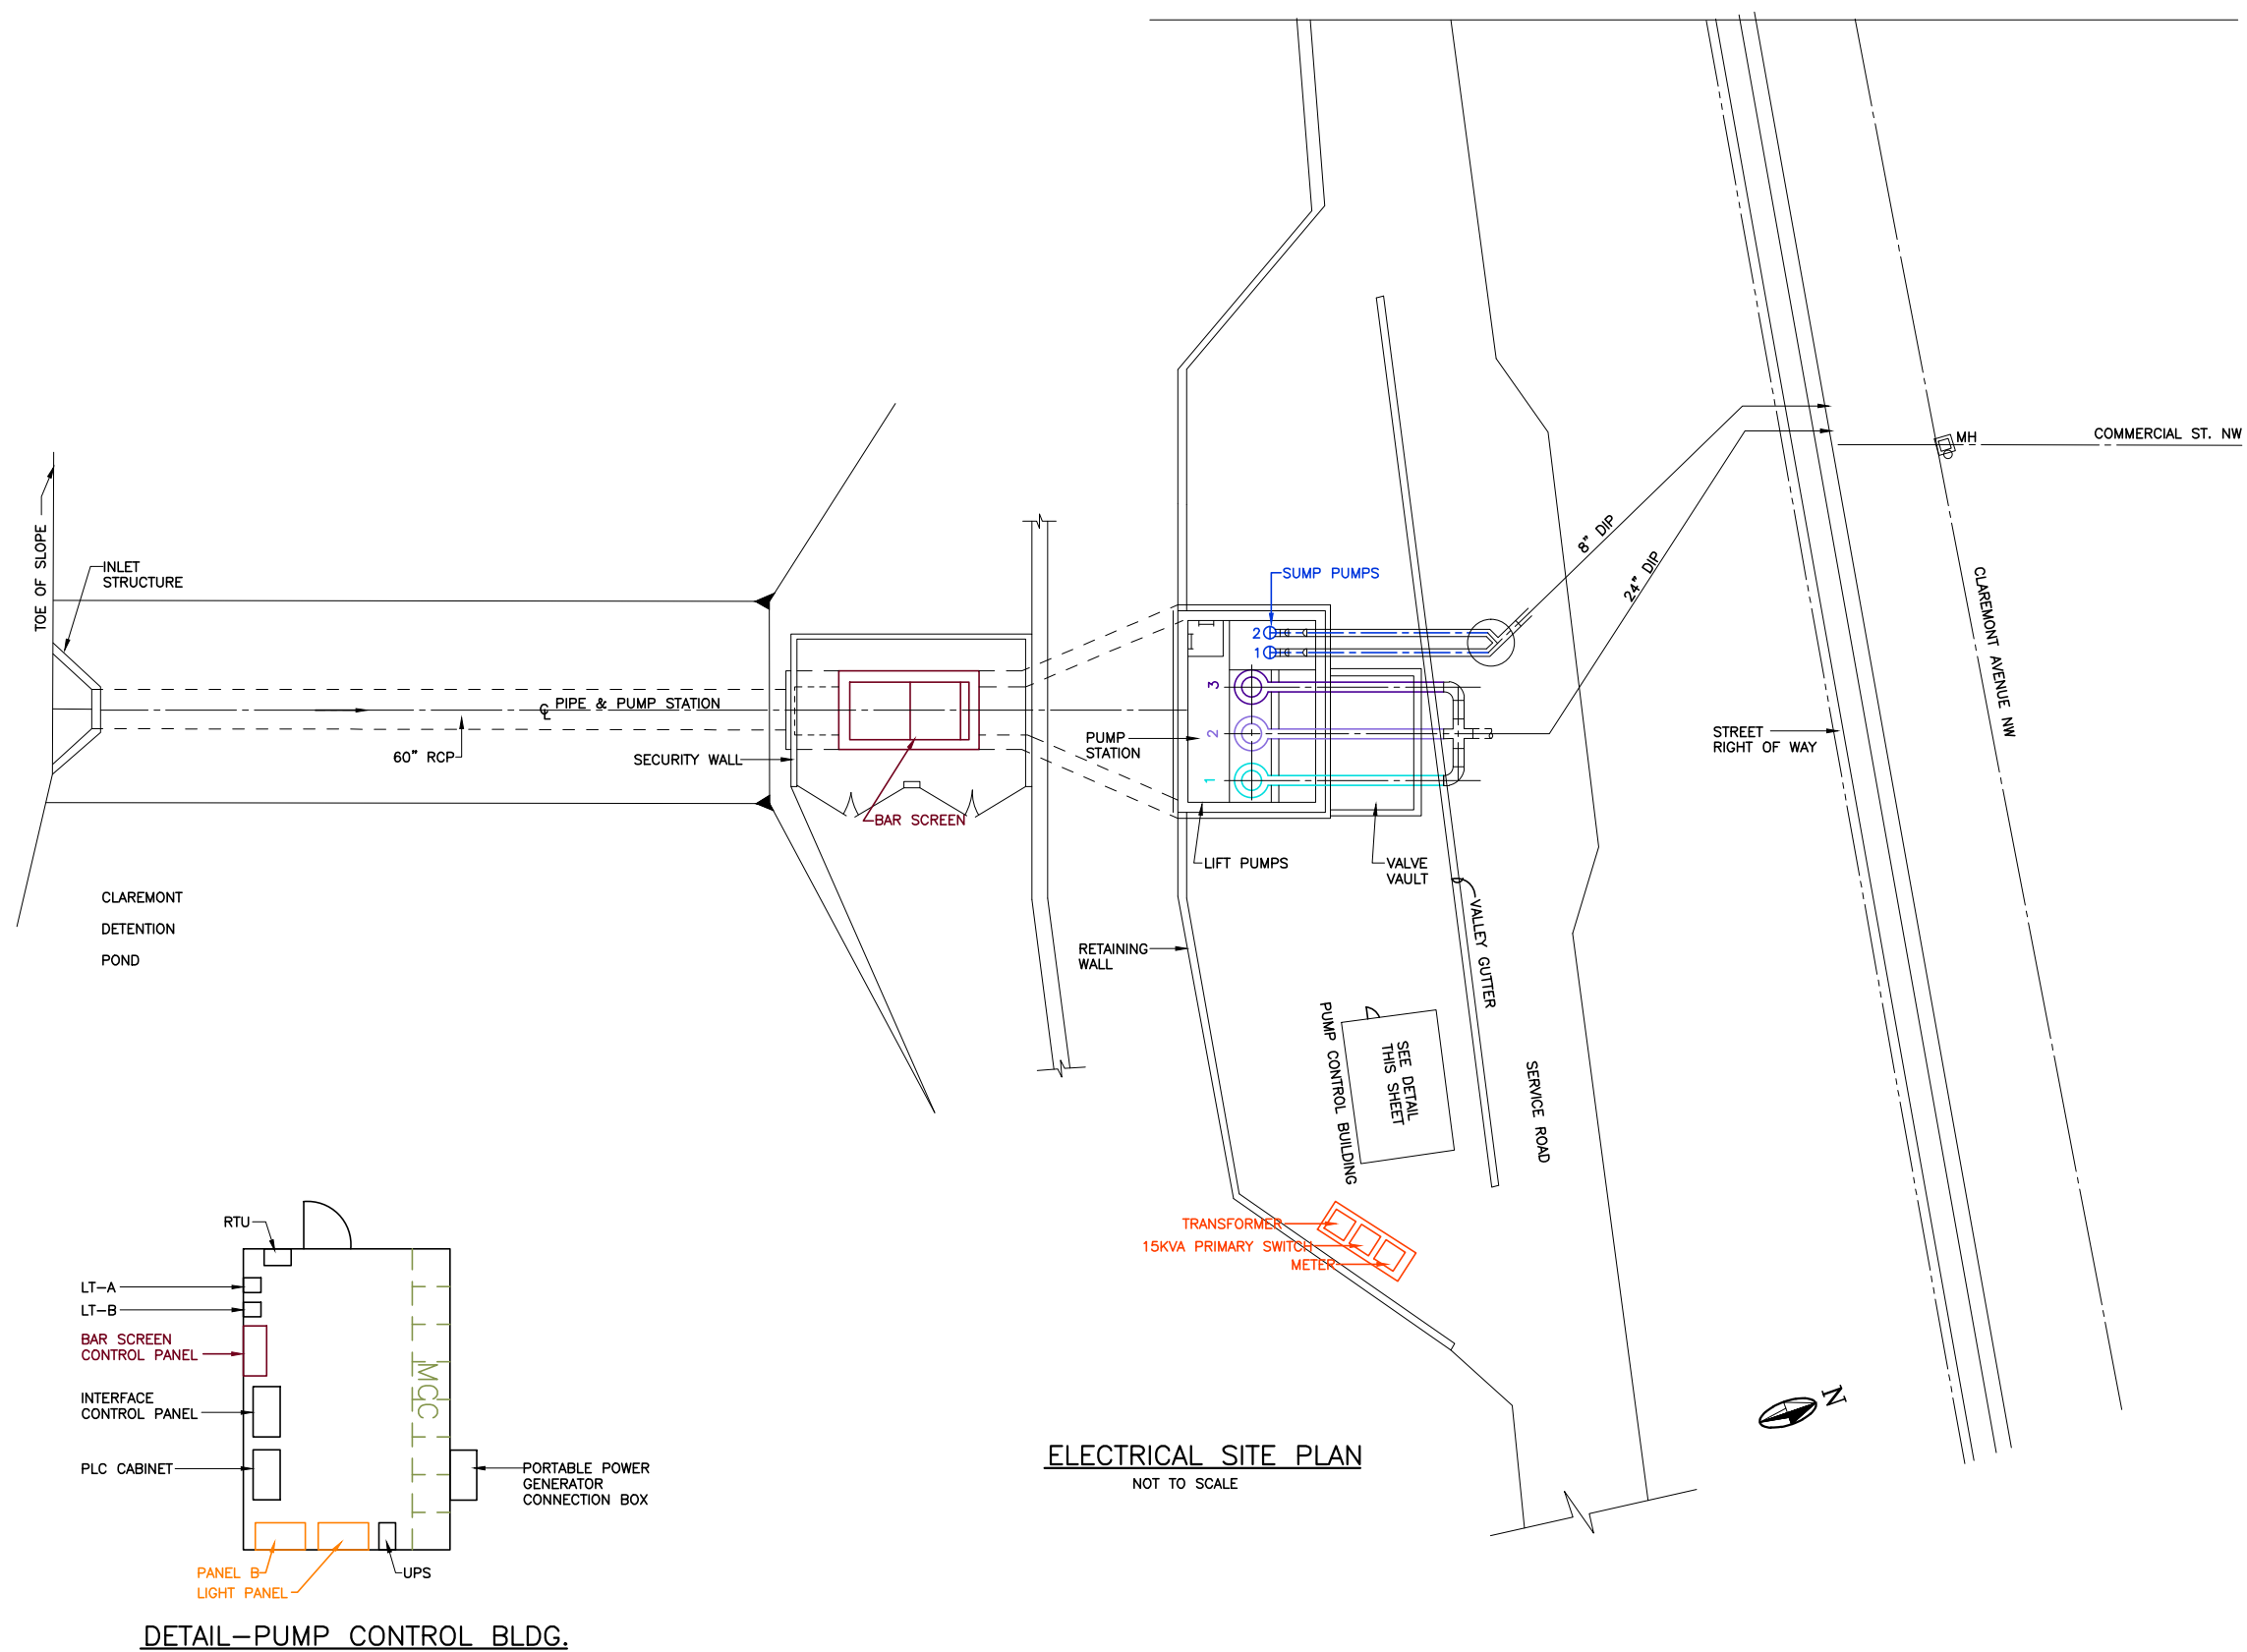 MH
COMMERCIAL ST. NW
TOE OF SLOPE
INLET
STRUCTURE
8" DIP
24" DIP
CLAREMONT AVENUE NW
SUMP PUMPS
2
1
3
2
1
℄ PIPE & PUMP STATION
60" RCP
SECURITY WALL
BAR SCREEN
PUMP
STATION
STREET
RIGHT OF WAY
LIFT PUMPS
VALVE
VAULT
CLAREMONT
DETENTION
POND
RETAINING
WALL
VALLEY GUTTER
PUMP CONTROL BUILDING
SEE DETAIL
THIS SHEET
SERVICE ROAD
TRANSFORMER
15KVA PRIMARY SWITCH
METER
RTU
LT-A
LT-B
BAR SCREEN
CONTROL PANEL
INTERFACE
CONTROL PANEL
PLC CABINET
MCC
PORTABLE POWER
GENERATOR
CONNECTION BOX
PANEL B
LIGHT PANEL
UPS
DETAIL-PUMP CONTROL BLDG.
ELECTRICAL SITE PLAN
NOT TO SCALE
N